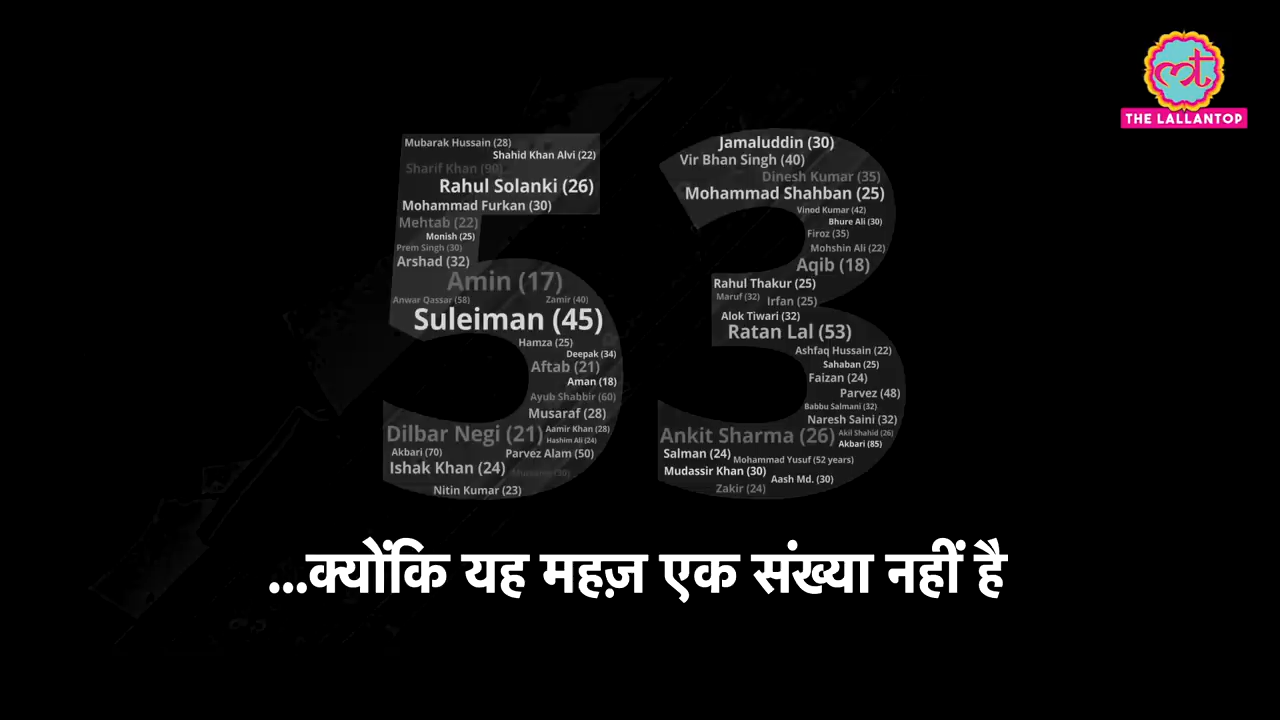 THE LALLANTOP
Mubarak Hussain (28)
Shahid Khan Alvi (22)
Sharif Khan (90)
Rahul Solanki (26)
Mohammad Furkan (30)
Mehtab (22)
Monish (25)
Prem Singh (30)
Arshad (32)
Amin (17)
Anwar Qassar (58) Zamir (40)
Suleiman (45)
Hamza (25)
Deepak (34)
Aftab (21)
Aman (18)
Ayub Shabbir (60)
Musaraf (28)
Dilbar Negi (21) Aamir Khan (28)
Hashim Ali (24)
Akbari (70) Parvez Alam (50)
Ishak Khan (24)
Nitin Kumar (23)
Jamaluddin (30)
Vir Bhan Singh (40)
Dinesh Kumar (35)
Mohammad Shahban (25)
Vinod Kumar (42)
Bhure Ali (30)
Firoz (35)
Mohshin Ali (22)
Aqib (18)
Rahul Thakur (25)
Maruf (32) Irfan (25)
Alok Tiwari (32)
Ratan Lal (53)
Ashfaq Hussain (22)
Sahaban (25)
Faizan (24)
Parvez (48)
Babbu Salmani (32)
Naresh Saini (32)
Ankit Sharma (26) Akil Shahid (26)
Akbari (85)
Salman (24) Mohammad Yusuf (52 years)
Mudassir Khan (30)
Aash Md. (30)
Zakir (24)
53
...क्योंकि यह महज़ एक संख्या नहीं है